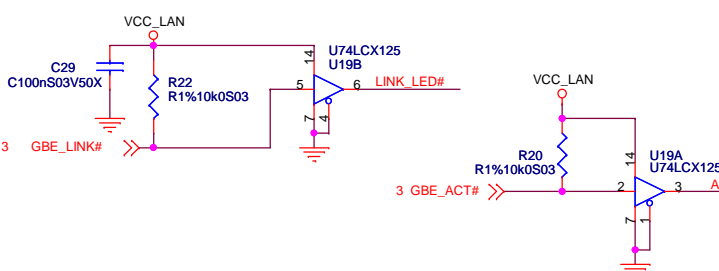 VCC_LAN
C29
C100nS03V50X
R22
R1%10k0S03
14
U74LCX125
U19B
5
6
LINK_LED#
7
4
3 GBE_LINK#
VCC_LAN
R20
R1%10k0S03
14
U19A
U74LCX125
3 GBE_ACT#
2
3
A
7
1